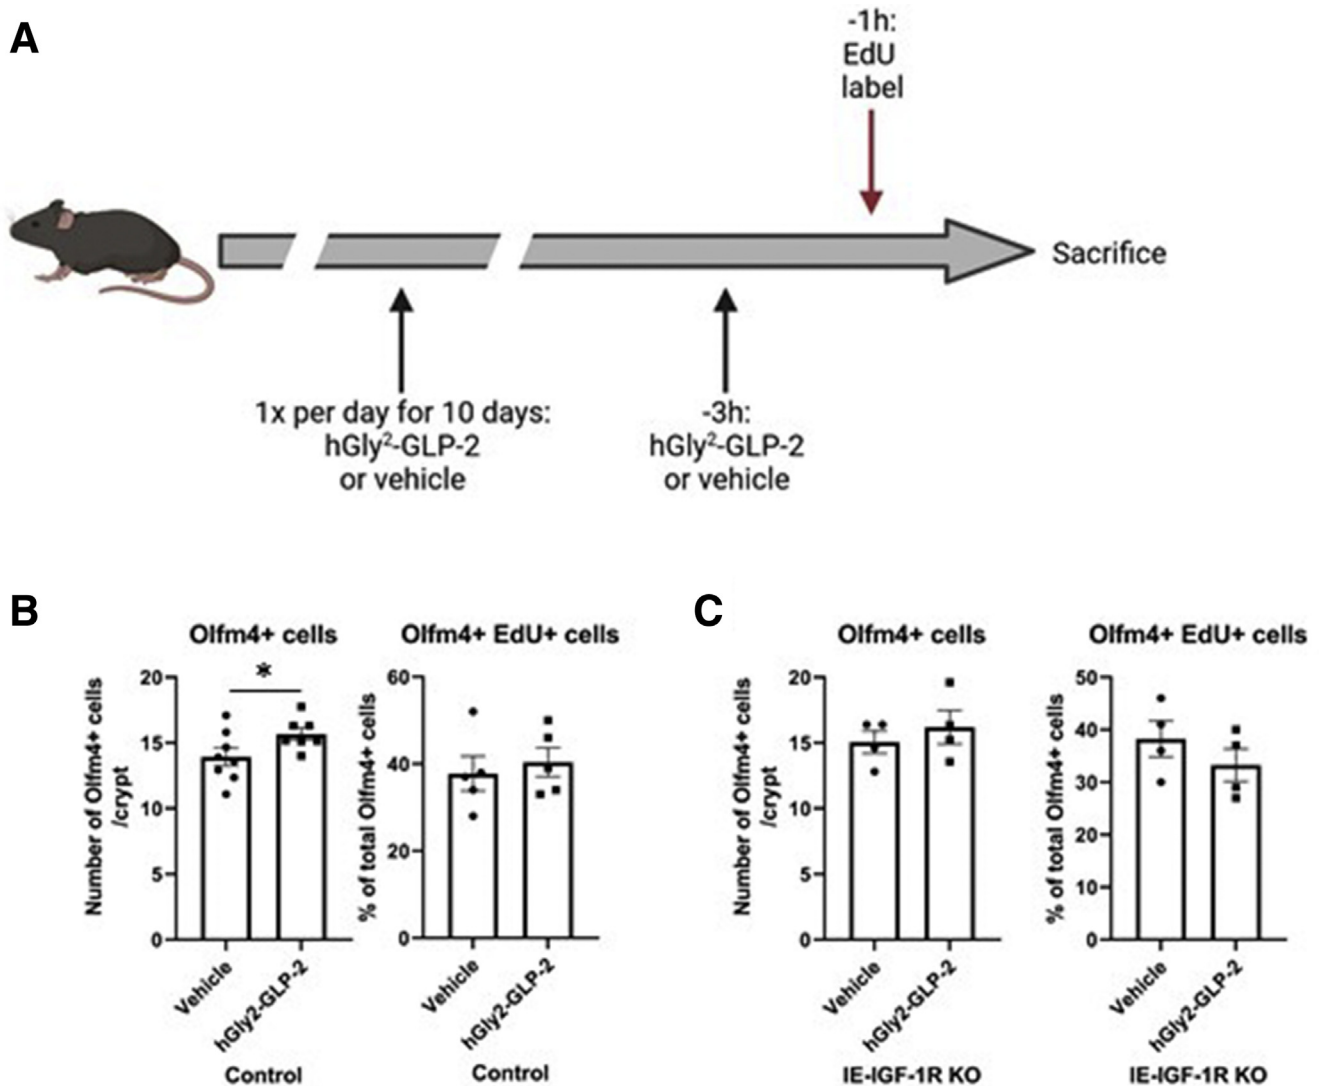 A
-1h:
EdU
label
Sacrifice
1x per day for 10 days:
hGly²-GLP-2
or vehicle
-3h:
hGly²-GLP-2
or vehicle
B
Olfm4+ cells
*
Number of Olfm4+ cells
/crypt
20
15
10
5
0
Vehicle
hGly2-GLP-2
Control
Olfm4+ EdU+ cells
% of total Olfm4+ cells
60
40
20
0
Vehicle
hGly2-GLP-2
Control
C
Olfm4+ cells
Number of Olfm4+ cells
/crypt
20
15
10
5
0
Vehicle
hGly2-GLP-2
IE-IGF-1R KO
Olfm4+ EdU+ cells
% of total Olfm4+ cells
50
40
30
20
10
0
Vehicle
hGly2-GLP-2
IE-IGF-1R KO